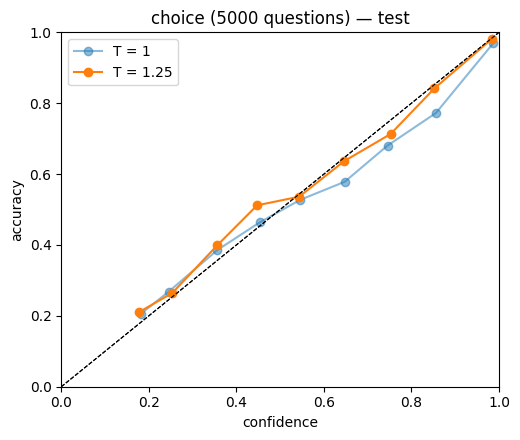 choice (5000 questions) — test
T = 1
T = 1.25
1.0
0.8
0.6
0.4
0.2
0.0
accuracy
0.0 0.2 0.4 0.6 0.8 1.0
confidence